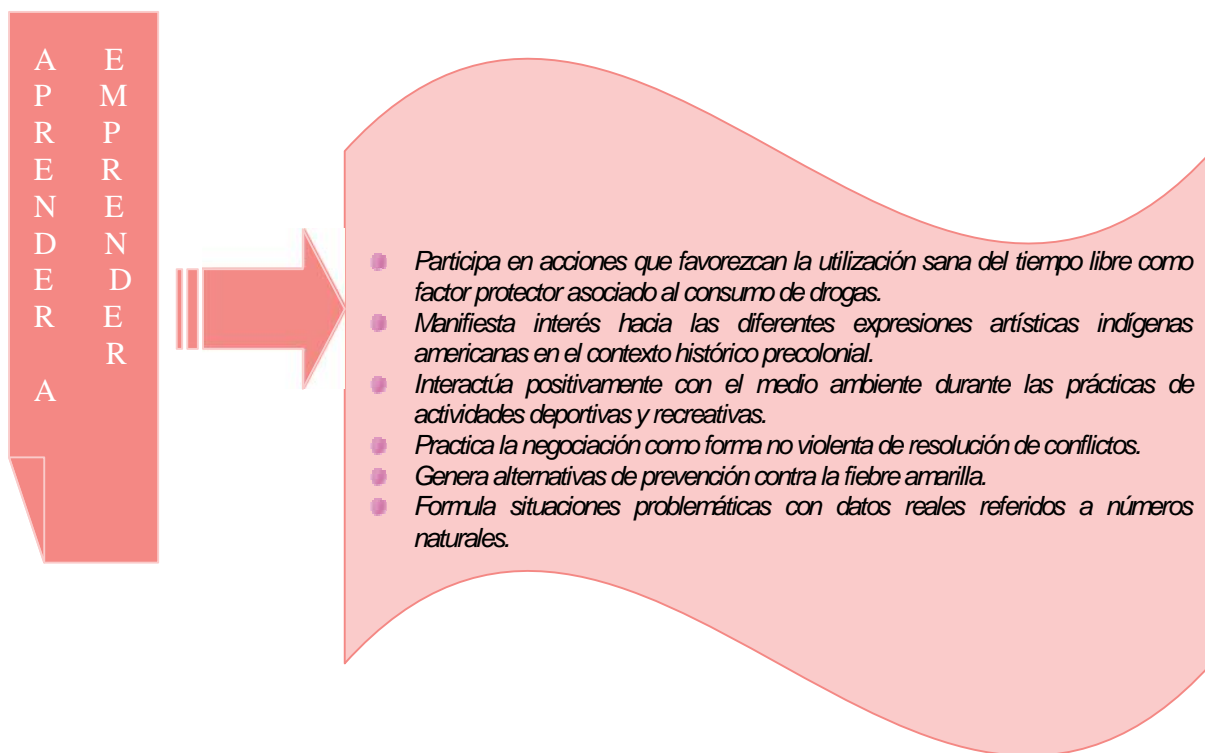 APRENDER A
EMPRENDER
Participa en acciones que favorezcan la utilización sana del tiempo libre como
factor protector asociado al consumo de drogas.
Manifiesta interés hacia las diferentes expresiones artísticas indígenas
americanas en el contexto histórico precolonial.
Interactúa positivamente con el medio ambiente durante las prácticas de
actividades deportivas y recreativas.
Practica la negociación como forma no violenta de resolución de conflictos.
Genera alternativas de prevención contra la fiebre amarilla.
Formula situaciones problemáticas con datos reales referidos a números
naturales.